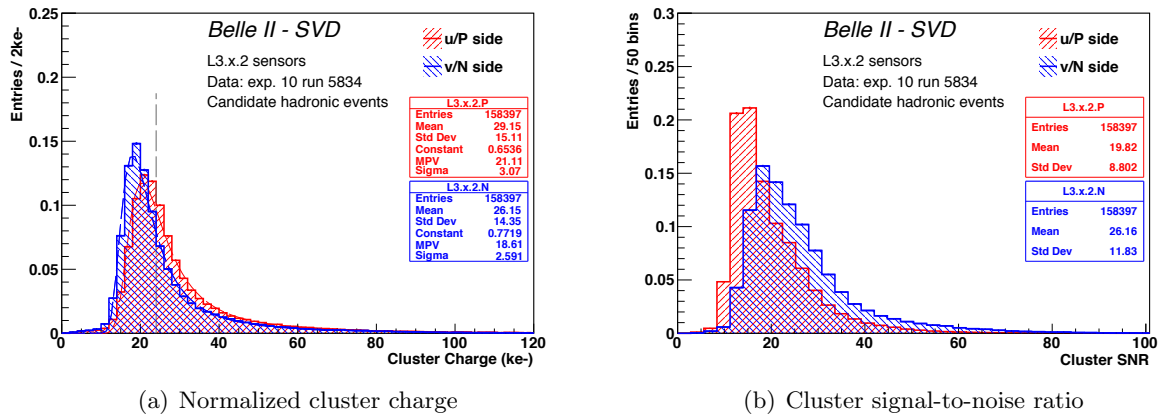 Belle II - SVD
u/P side
v/N side
L3.x.2 sensors
Data: exp. 10 run 5834
Candidate hadronic events
L3.x.2.P
Entries 158397
Mean 29.15
Std Dev 15.11
Constant 0.6536
MPV 21.11
Sigma 3.07
L3.x.2.N
Entries 158397
Mean 26.15
Std Dev 14.35
Constant 0.7719
MPV 18.61
Sigma 2.591
Entries / 2ke-
0.25
0.2
0.15
0.1
0.05
0
0 20 40 60 80 100 120
Cluster Charge (ke-)
(a) Normalized cluster charge
Belle II - SVD
u/P side
v/N side
L3.x.2 sensors
Data: exp. 10 run 5834
Candidate hadronic events
L3.x.2.P
Entries 158397
Mean 19.82
Std Dev 8.802
L3.x.2.N
Entries 158397
Mean 26.16
Std Dev 11.83
Entries / 50 bins
0.3
0.25
0.2
0.15
0.1
0.05
0
0 20 40 60 80 100
Cluster SNR
(b) Cluster signal-to-noise ratio